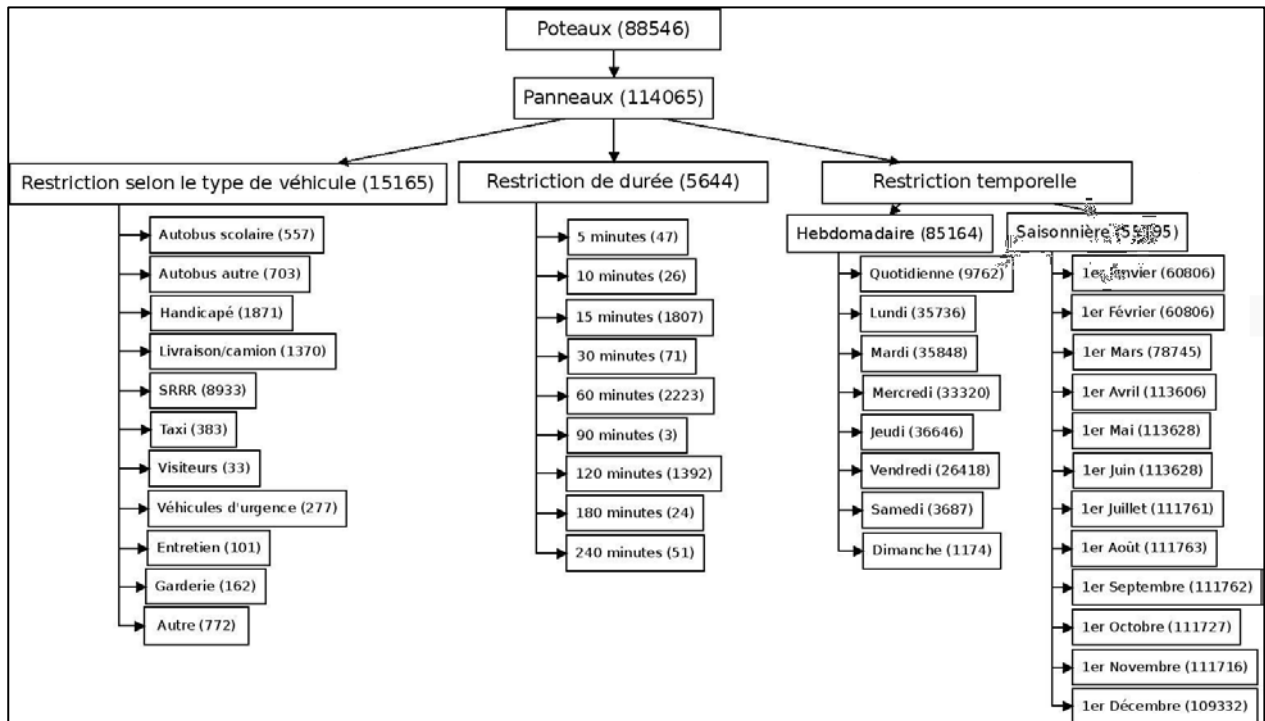 Poteaux (88546)
Panneaux (114065)
Restriction selon le type de véhicule (15165)
Autobus scolaire (557)
Autobus autre (703)
Handicapé (1871)
Livraison/camion (1370)
SRRR (8933)
Taxi (383)
Visiteurs (33)
Véhicules d'urgence (277)
Entretien (101)
Garderie (162)
Autre (772)
Restriction de durée (5644)
5 minutes (47)
10 minutes (26)
15 minutes (1807)
30 minutes (71)
60 minutes (2223)
90 minutes (3)
120 minutes (1392)
180 minutes (24)
240 minutes (51)
Restriction temporelle
Hebdomadaire (85164)
Quotidienne (9762)
Lundi (35736)
Mardi (35848)
Mercredi (33320)
Jeudi (36646)
Vendredi (26418)
Samedi (3687)
Dimanche (1174)
Saisonnière
1er Janvier (60806)
1er Février (60806)
1er Mars (78745)
1er Avril (113606)
1er Mai (113628)
1er Juin (113628)
1er Juillet (111761)
1er Août (111763)
1er Septembre (111762)
1er Octobre (111727)
1er Novembre (111716)
1er Décembre (109332)